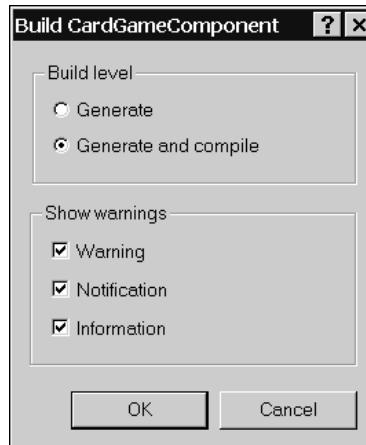 Build CardGameComponent ? ×
Build level
Generate
Generate and compile
Show warnings
Warning
Notification
Information
OK Cancel